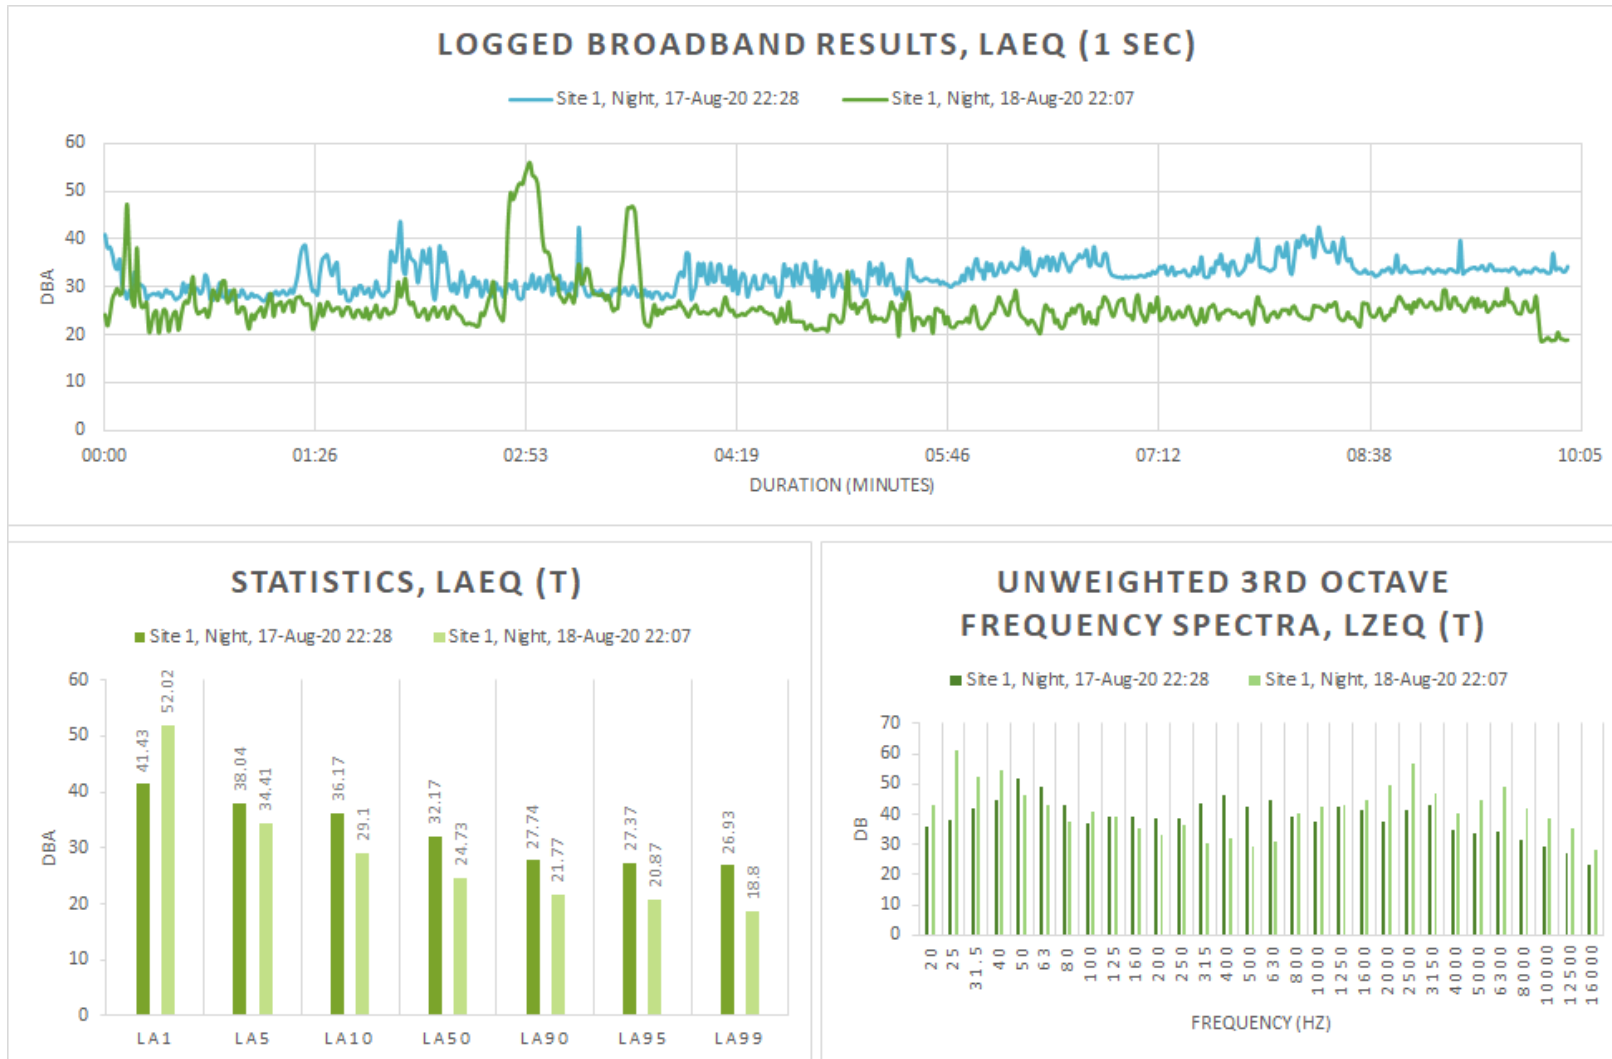 LOGGED BROADBAND RESULTS, LAEQ (1 SEC)
Site 1, Night, 17-Aug-20 22:28 Site 1, Night, 18-Aug-20 22:07
60
50
40
30
20
10
0
DBA
00:00 01:26 02:53 04:19 05:46 07:12 08:38 10:05
DURATION (MINUTES)
STATISTICS, LAEQ (T)
Site 1, Night, 17-Aug-20 22:28 Site 1, Night, 18-Aug-20 22:07
60
50
40
30
20
10
0
DBA
41.43 52.02 38.04 34.41 36.17 29.1 32.17 24.73 27.74 21.77 27.37 20.87 26.93 18.8
LA1 LA5 LA10 LA50 LA90 LA95 LA99
UNWEIGHTED 3RD OCTAVE
FREQUENCY SPECTRA, LZEQ (T)
Site 1, Night, 17-Aug-20 22:28 Site 1, Night, 18-Aug-20 22:07
70
60
50
40
30
20
10
0
DB
20 25 31.5 40 50 63 80 100 125 160 200 250 315 400 500 630 800 1000 1250 1600 2000 2500 3150 4000 5000 6300 8000 10000 12500 16000
FREQUENCY (HZ)